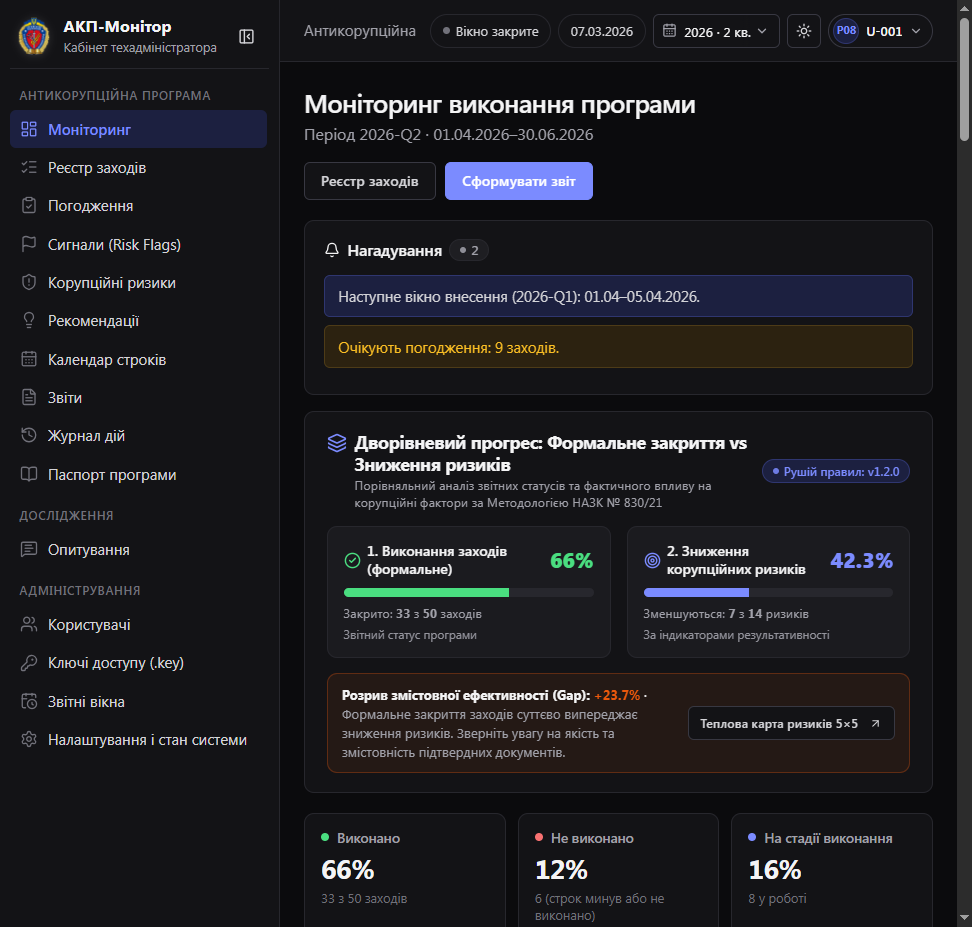 АКП-Монітор
Кабінет техадміністратора
АНТИКОРУПЦІЙНА ПРОГРАМА
Моніторинг
Реєстр заходів
Погодження
Сигнали (Risk Flags)
Корупційні ризики
Рекомендації
Календар строків
Звіти
Журнал дій
Паспорт програми
ДОСЛІДЖЕННЯ
Опитування
АДМІНІСТРУВАННЯ
Користувачі
Ключі доступу (.key)
Звітні вікна
Налаштування і стан системи
Антикорупційна
Вікно закрите
07.03.2026
2026 · 2 кв.
P08
U-001
Моніторинг виконання програми
Період 2026-Q2 · 01.04.2026–30.06.2026
Реєстр заходів
Сформувати звіт
Нагадування
2
Наступне вікно внесення (2026-Q1): 01.04–05.04.2026.
Очікують погодження: 9 заходів.
Дворівневий прогрес: Формальне закриття vs
Зниження ризиків
Порівняльний аналіз звітних статусів та фактичного впливу на
корупційні фактори за Методологією НАЗК № 830/21
Рушій правил: v1.2.0
1. Виконання заходів
(формальне)
66%
Закрито: 33 з 50 заходів
Звітний статус програми
2. Зниження
корупційних ризиків
42.3%
Зменшуються: 7 з 14 ризиків
За індикаторами результативності
Розрив змістовної ефективності (Gap): +23.7% ·
Формальне закриття заходів суттєво випереджає
зниження ризиків. Зверніть увагу на якість та
змістовність підтвердних документів.
Теплова карта ризиків 5×5
Виконано
66%
33 з 50 заходів
Не виконано
12%
6 (строк минув або не
виконано)
На стадії виконання
16%
8 у роботі